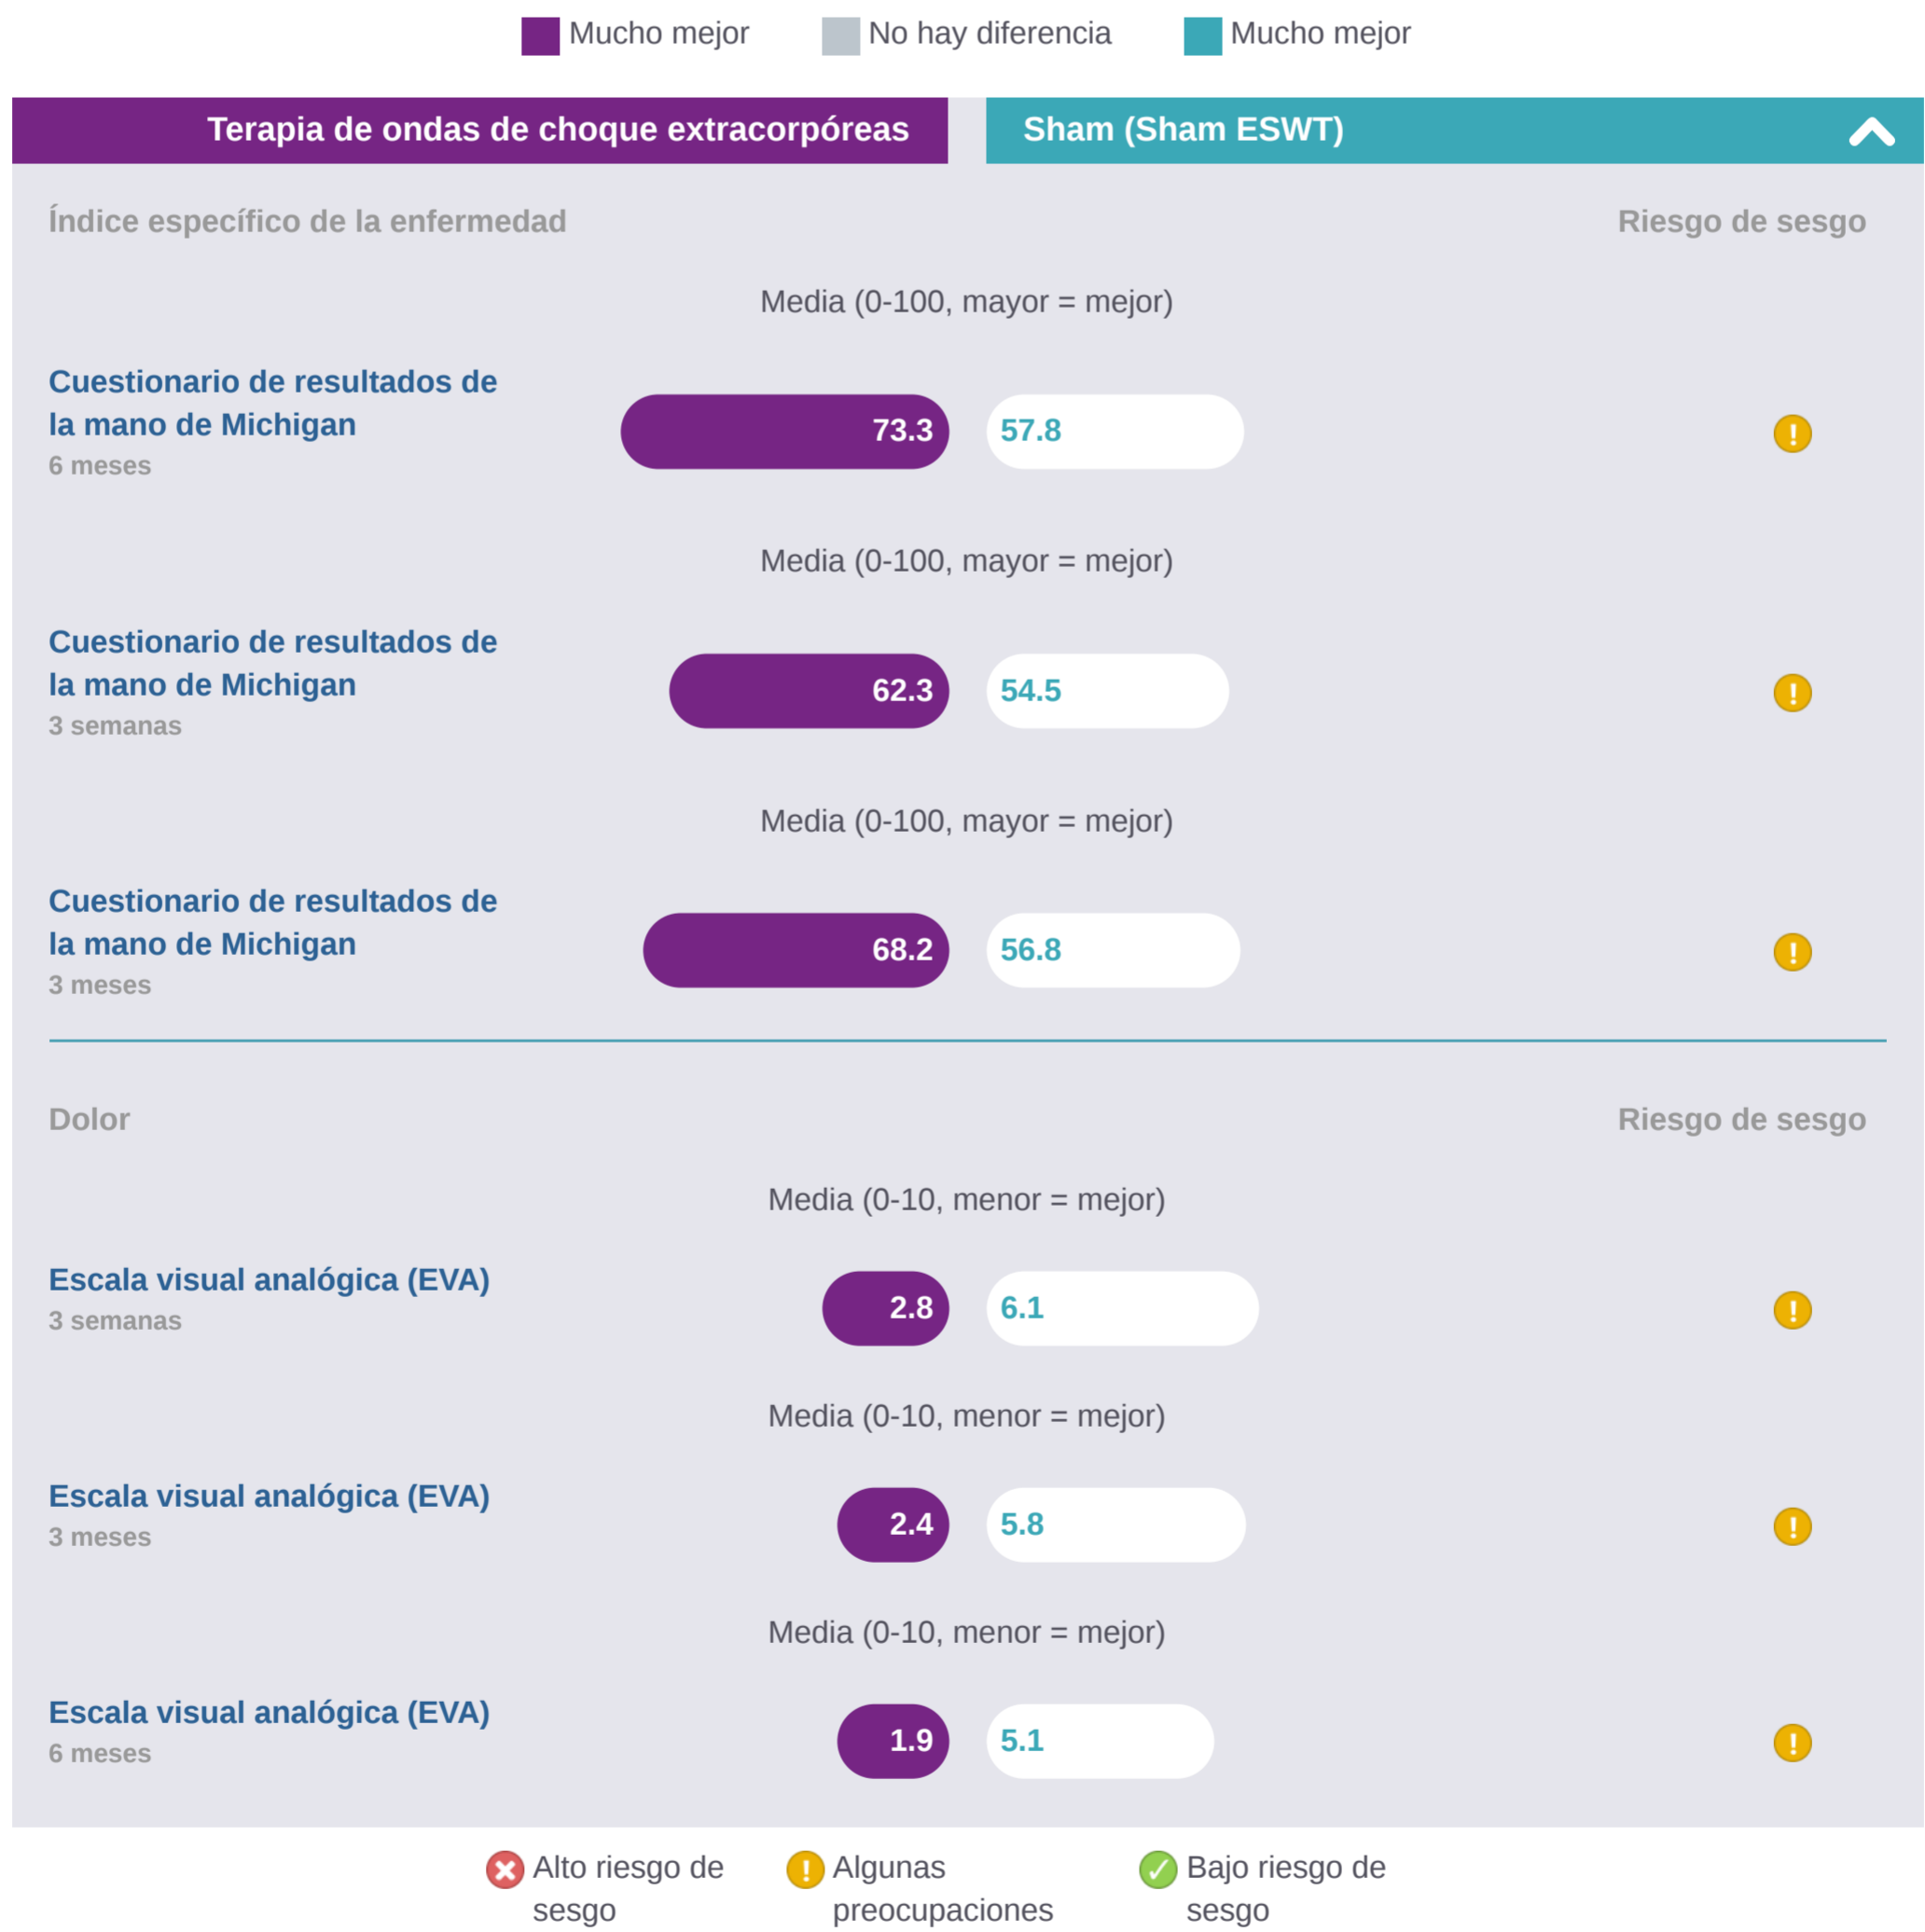 Mucho mejor
No hay diferencia
Mucho mejor
Terapia de ondas de choque extracorpóreas
Sham (Sham ESWT)
Índice específico de la enfermedad
Riesgo de sesgo
Media (0-100, mayor = mejor)
Cuestionario de resultados de
la mano de Michigan
6 meses
73.3
57.8
Media (0-100, mayor = mejor)
Cuestionario de resultados de
la mano de Michigan
3 semanas
62.3
54.5
Media (0-100, mayor = mejor)
Cuestionario de resultados de
la mano de Michigan
3 meses
68.2
56.8
Dolor
Riesgo de sesgo
Media (0-10, menor = mejor)
Escala visual analógica (EVA)
3 semanas
2.8
6.1
Media (0-10, menor = mejor)
Escala visual analógica (EVA)
3 meses
2.4
5.8
Media (0-10, menor = mejor)
Escala visual analógica (EVA)
6 meses
1.9
5.1
Alto riesgo de
sesgo
Algunas
preocupaciones
Bajo riesgo de
sesgo